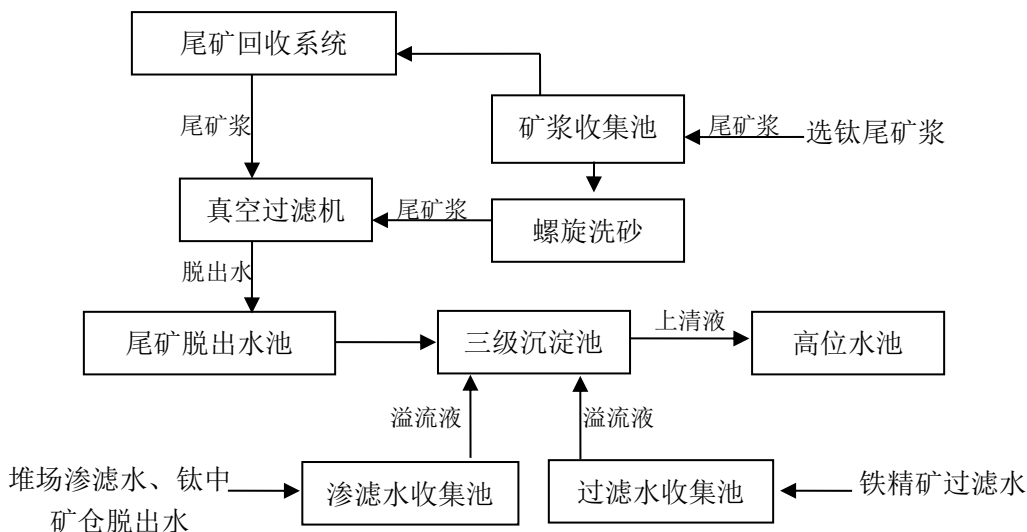 尾矿回收系统
尾矿浆
矿浆收集池
尾矿浆
选钛尾矿浆
真空过滤机
尾矿浆
螺旋洗砂
脱出水
尾矿脱出水池
三级沉淀池
上清液
高位水池
溢流液
溢流液
堆场渗滤水、钛中
矿仓脱出水
渗滤水收集池
过滤水收集池
铁精矿过滤水